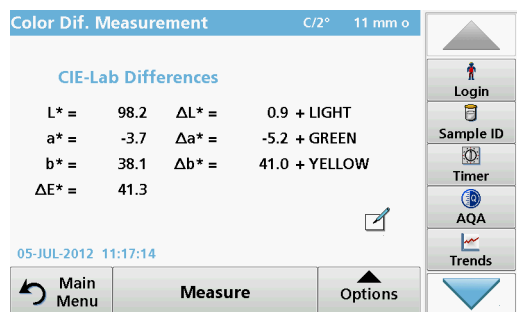 Color Dif. Measurement C/2° 11 mm o
CIE-Lab Differences
L* = 98.2 ΔL* = 0.9 + LIGHT
a* = -3.7 Δa* = -5.2 + GREEN
b* = 38.1 Δb* = 41.0 + YELLOW
ΔE* = 41.3
05-JUL-2012 11:17:14
Main Menu
Measure
Options
Login
Sample ID
Timer
AQA
Trends